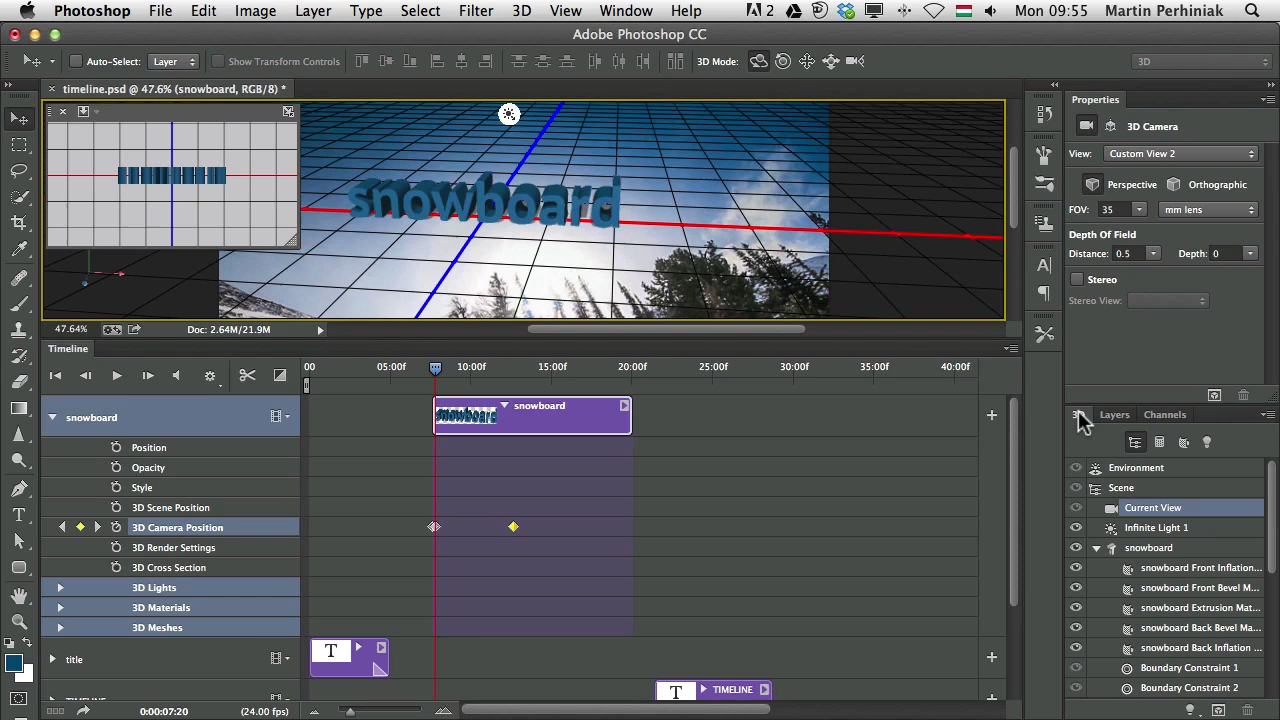 Photoshop File Edit Image Layer Type Select Filter 3D View Window Help 2 Mon 09:55 Martin Perhiniak
Adobe Photoshop CC
Auto-Select: Layer Show Transform Controls 3D Mode: 3D
timeline.psd @ 47.6% (snowboard, RGB/8) *
snowboard
47.64% Doc: 2.64M/21.9M
Timeline
00 05:00f 10:00f 15:00f 20:00f 25:00f 30:00f 35:00f 40:00f
snowboard
snowboard snowboard
Position
Opacity
Style
3D Scene Position
3D Camera Position
3D Render Settings
3D Cross Section
3D Lights
3D Materials
3D Meshes
title T
TIMELINE T TIMELINE
0:00:07:20 (24.00 fps)
Properties
3D Camera
View: Custom View 2
Perspective Orthographic
FOV: 35 mm lens
Depth Of Field
Distance: 0.5 Depth: 0
Stereo
Stereo View:
Layers Channels
Environment
Scene
Current View
Infinite Light 1
snowboard
snowboard Front Inflation...
snowboard Front Bevel M...
snowboard Extrusion Mat...
snowboard Back Bevel Ma...
snowboard Back Inflation ...
Boundary Constraint 1
Boundary Constraint 2